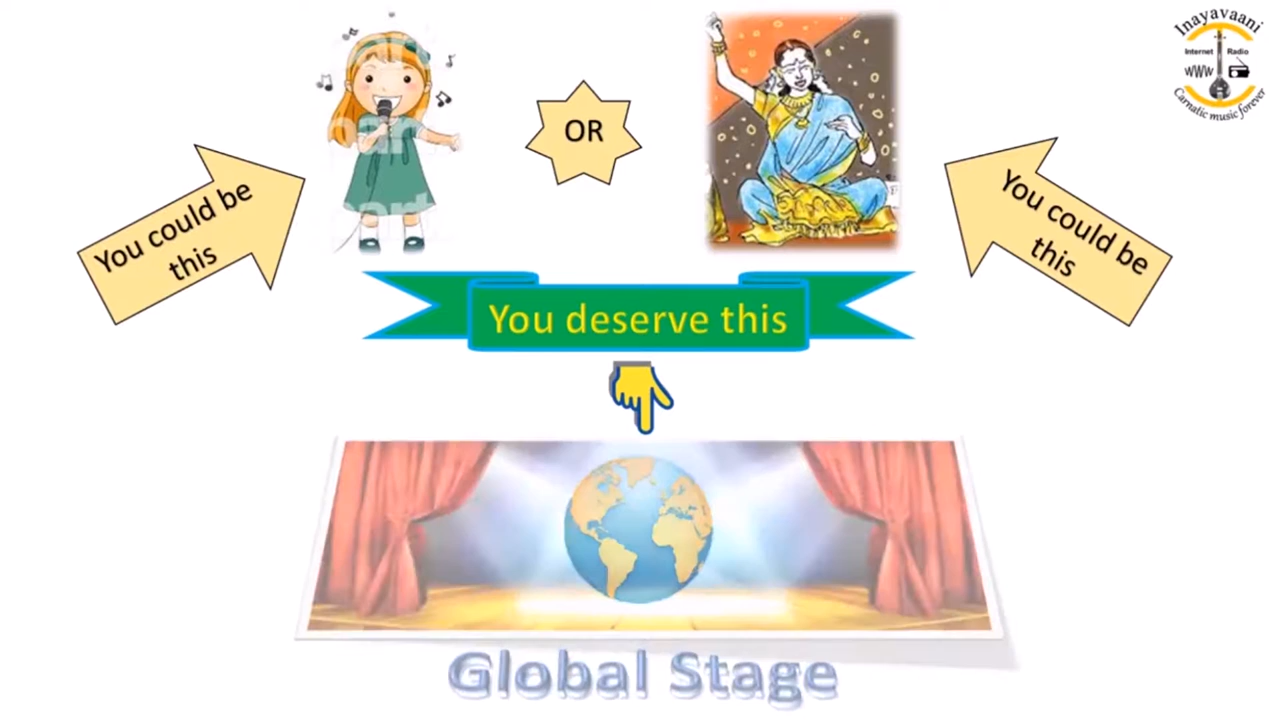 Inayavaani
Internet Radio
WWW
Carnatic music forever
OR
You could be
this
You could be
this
You deserve this
Global Stage